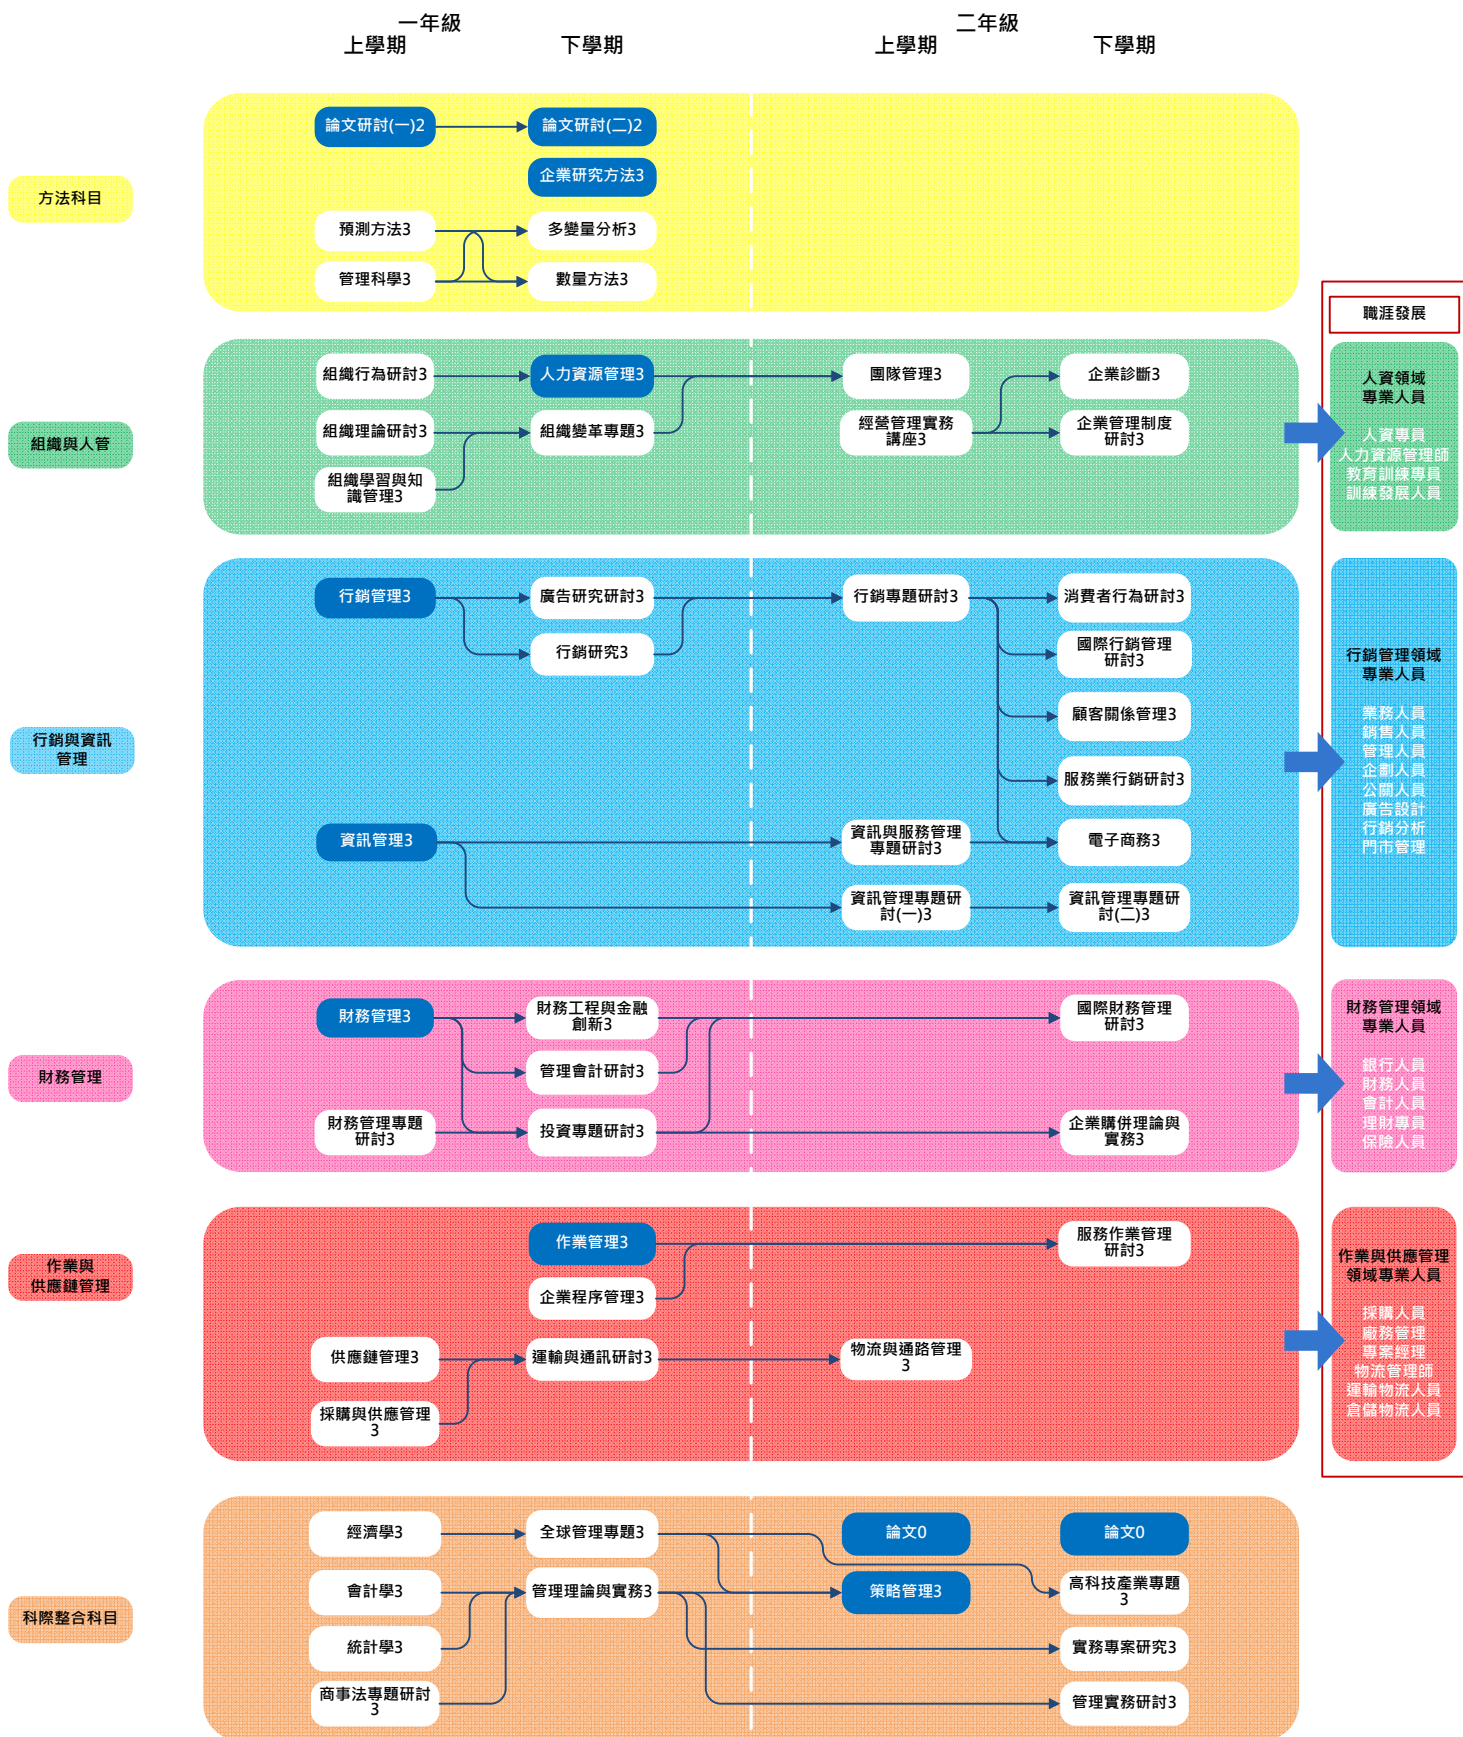 一年級
二年級
上學期
下學期
上學期
下學期
方法科目
論文研討(一)2
論文研討(二)2
企業研究方法3
預測方法3
多變量分析3
管理科學3
數量方法3
職涯發展
組織與人管
組織行為研討3
人力資源管理3
團隊管理3
企業診斷3
組織理論研討3
組織變革專題3
經營管理實務
講座3
企業管理制度
研討3
組織學習與知
識管理3
人資領域
專業人員
人資專員
人力資源管理師
教育訓練專員
訓練發展人員
行銷與資訊
管理
行銷管理3
廣告研究研討3
行銷專題研討3
消費者行為研討3
行銷研究3
國際行銷管理
研討3
顧客關係管理3
服務業行銷研討3
資訊管理3
資訊與服務管理
專題研討3
電子商務3
資訊管理專題研
討(一)3
資訊管理專題研
討(二)3
行銷管理領域
專業人員
業務人員
銷售人員
管理人員
企劃人員
公關人員
廣告設計
行銷分析
門市管理
財務管理
財務管理3
財務工程與金融
創新3
國際財務管理
研討3
管理會計研討3
財務管理專題
研討3
投資專題研討3
企業購併理論與
實務3
財務管理領域
專業人員
銀行人員
財務人員
會計人員
理財專員
保險人員
作業與
供應鏈管理
作業管理3
服務作業管理
研討3
企業程序管理3
供應鏈管理3
運輸與通訊研討3
物流與通路管理
3
採購與供應管理
3
作業與供應管理
領域專業人員
採購人員
廠務管理
專案經理
物流管理師
運輸物流人員
倉儲物流人員
科際整合科目
經濟學3
全球管理專題3
論文0
論文0
會計學3
管理理論與實務3
策略管理3
高科技產業專題
3
統計學3
實務專案研究3
商事法專題研討
3
管理實務研討3